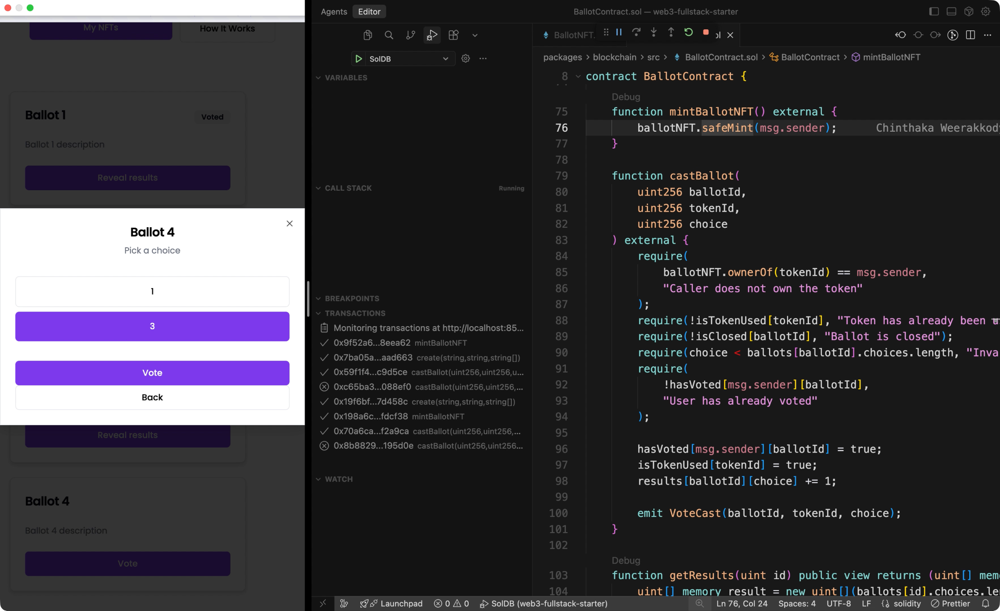 My NFTs
How It Works
Ballot 1
Voted
Ballot 1 description
Reveal results
Ballot 4
Pick a choice
1
3
Vote
Back
Reveal results
Ballot 4
Ballot 4 description
Vote
Agents Editor
BallotContract.sol — web3-fullstack-starter
SolDB
VARIABLES
CALL STACK Running
BREAKPOINTS
TRANSACTIONS
Monitoring transactions at http://localhost:85...
0x9f52a6...8eea62 mintBallotNFT
0x7ba05a...aad663 create(string,string,string[])
0x59f1f4...c9d5ce castBallot(uint256,uint256,u...
0xc65ba3...088ef0 castBallot(uint256,uint256,...
0x19f6bf...7d458c create(string,string,string[])
0x198a6c...fdcf38 mintBallotNFT
0x70a6ca...f2a9ca castBallot(uint256,uint256,...
0x8b8829...195d0e castBallot(uint256,uint256...
WATCH
BallotNFT. ol
packages > blockchain > src > BallotContract.sol > BallotContract > mintBallotNFT
8 contract BallotContract {
Debug
75 function mintBallotNFT() external {
76 ballotNFT.safeMint(msg.sender); Chinthaka Weerakkody
77 }
78
79 function castBallot(
80 uint256 ballotId,
81 uint256 tokenId,
82 uint256 choice
83 ) external {
84 require(
85 ballotNFT.ownerOf(tokenId) == msg.sender,
86 "Caller does not own the token"
87 );
88 require(!isTokenUsed[tokenId], "Token has already been
89 require(!isClosed[ballotId], "Ballot is closed");
90 require(choice < ballots[ballotId].choices.length, "Inva
91 require(
92 !hasVoted[msg.sender][ballotId],
93 "User has already voted"
94 );
95
96 hasVoted[msg.sender][ballotId] = true;
97 isTokenUsed[tokenId] = true;
98 results[ballotId][choice] += 1;
99
100 emit VoteCast(ballotId, tokenId, choice);
101 }
102
Debug
103 function getResults(uint id) public view returns (uint[] mem
104 uint[] memory result = new uint[](ballots[id].choices.le
Launchpad 0 0 SolDB (web3-fullstack-starter) Ln 76, Col 24 Spaces: 4 UTF-8 LF solidity Prettier